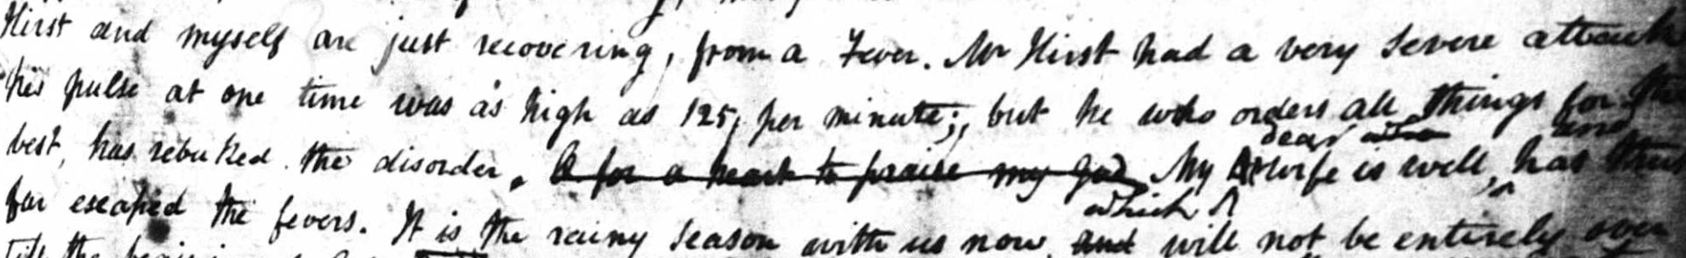 Hirst and myself are just recovering, from a Fever. Mr Hirst had a very severe attack
his pulse at one time was as high as 125, per minute; but he who orders all things for the
best, has rebuked the disorder. O for a heart to praise my God My dear wife is well, and has thus
far escaped the fevers. It is the rainy season with us now, and which will not be entirely over
till the